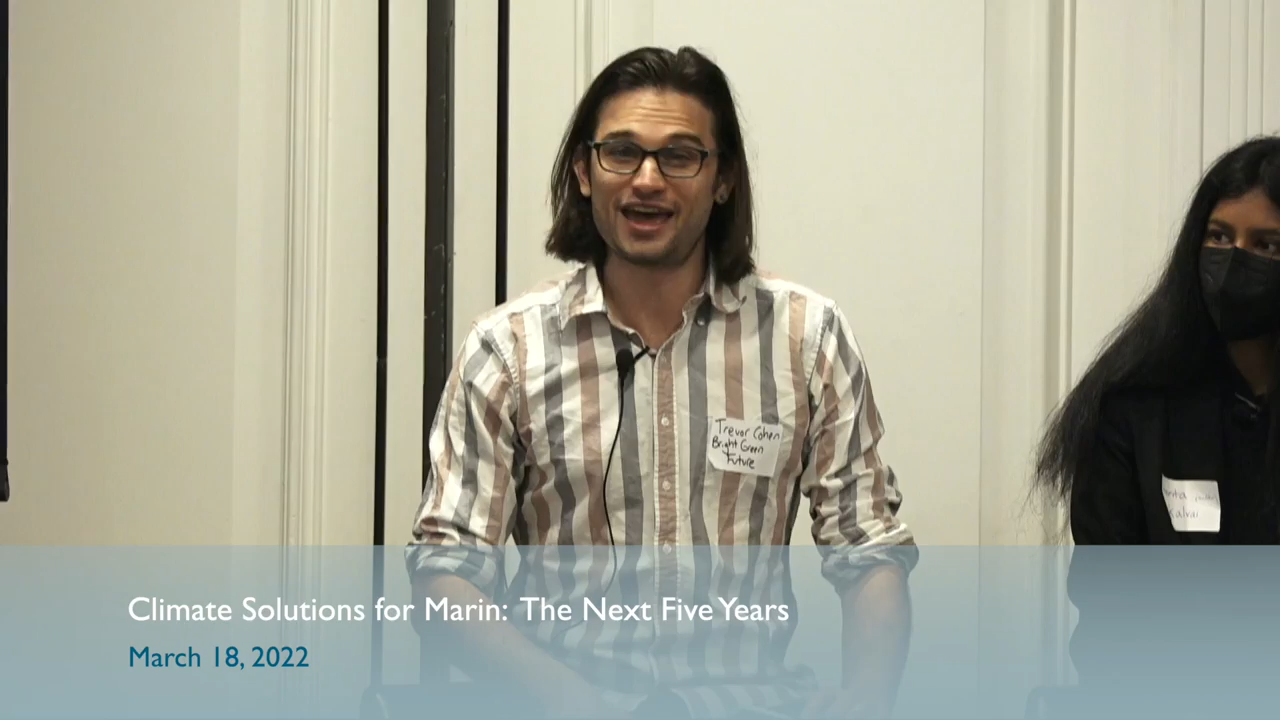 Trevor Cohen
Bright Green
Future
Climate Solutions for Marin: The Next Five Years
March 18, 2022